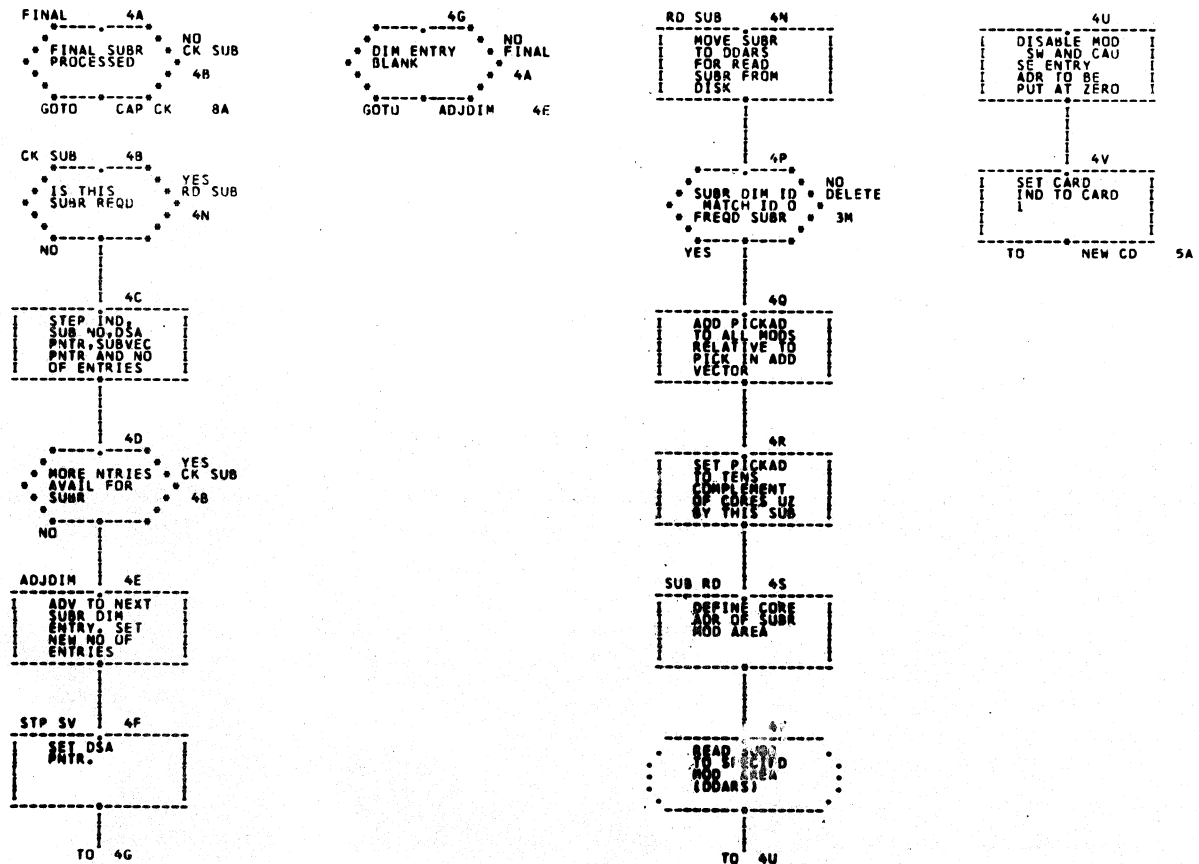 FINAL 4A
FINAL SUBR
PROCESSED
NO
CK SUB
4B
GOTO CAP CK 8A
CK SUB 4B
IS THIS
SUBR REQD
YES
RD SUB
4N
NO
4C
STEP IND,
SUB NO,DSA
PNTR,SUBVEC
PNTR AND NO
OF ENTRIES
4D
MORE NTRIES
AVAIL FOR
SUBR
YES
CK SUB
4B
NO
ADJDIM 4E
ADV TO NEXT
SUBR DIM
ENTRY. SET
NEW NO OF
ENTRIES
STP SV 4F
SET DSA
PNTR.
TO 4G
4G
DIM ENTRY
BLANK
NO
FINAL
4A
GOTO ADJDIM 4E
RD SUB 4N
MOVE SUBR
TO DDARS
FOR READ
SUBR FROM
DISK
4P
SUBR DIM ID
MATCH ID O
FREQD SUBR
NO
DELETE
3M
YES
4Q
ADD PICKAD
TO ALL MODS
RELATIVE TO
PICK IN ADD
VECTOR
4R
SET PICKAD
TO TENS
COMPLEMENT
OF CORES UZ
BY THIS SUB
SUB RD 4S
DEFINE CORE
ADR OF SUBR
MOD AREA
READ
TO SPECIFD
MOD AREA
(DDARS)
TO 4U
4U
DISABLE MOD
SW AND CAU
SE ENTRY
ADR TO BE
PUT AT ZERO
4V
SET CARD
IND TO CARD
1
TO NEW CD 5A